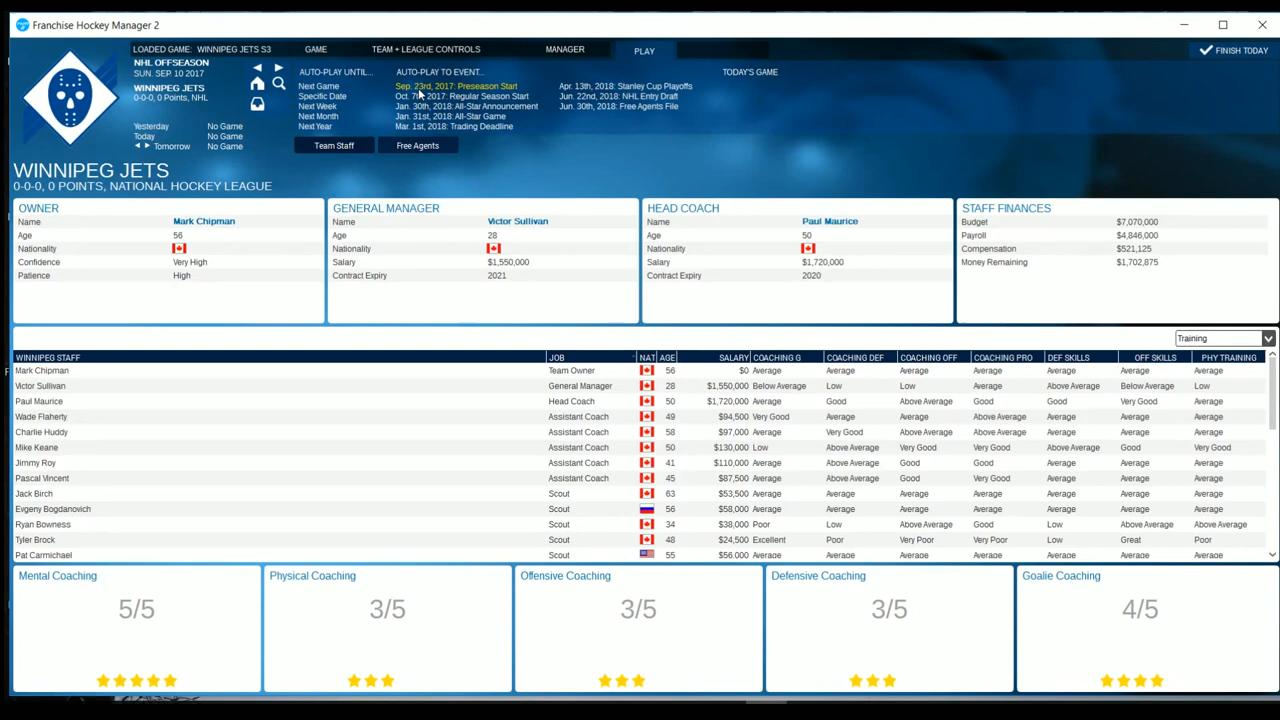 Franchise Hockey Manager 2
LOADED GAME: WINNIPEG JETS S3 GAME TEAM + LEAGUE CONTROLS MANAGER PLAY FINISH TODAY
NHL OFFSEASON
SUN. SEP. 10 2017
WINNIPEG JETS
0-0-0, 0 POINTS, NHL
Yesterday No Game
Today No Game
Tomorrow No Game
AUTO-PLAY UNTIL... AUTO-PLAY TO EVENT... TODAY'S GAME
Next Game Sep. 23rd, 2017: Preseason Start Apr. 13th, 2018: Stanley Cup Playoffs
Specific Date Oct. 7th, 2017: Regular Season Start Jun. 22nd, 2018: NHL Entry Draft
Next Week Jan. 30th, 2018: All-Star Announcement Jun. 30th, 2018: Free Agents File
Next Month Jan. 31st, 2018: All-Star Game
Next Year Mar. 1st, 2018: Trading Deadline
Team Staff Free Agents
WINNIPEG JETS
0-0-0, 0 POINTS, NATIONAL HOCKEY LEAGUE
OWNER
Name Mark Chipman
Age 56
Nationality
Confidence Very High
Patience High
GENERAL MANAGER
Name Victor Sullivan
Age 28
Nationality
Salary $1,550,000
Contract Expiry 2021
HEAD COACH
Name Paul Maurice
Age 50
Nationality
Salary $1,720,000
Contract Expiry 2020
STAFF FINANCES
Budget $7,070,000
Payroll $4,846,000
Compensation $521,125
Money Remaining $1,702,875
Training
WINNIPEG STAFF JOB NAT AGE SALARY COACHING G COACHING DEF COACHING OFF COACHING PRO DEF SKILLS OFF SKILLS PHY TRAINING
Mark Chipman Team Owner 56 $0 Average Average Average Average Average Average Average
Victor Sullivan General Manager 28 $1,550,000 Below Average Low Low Average Above Average Below Average Low
Paul Maurice Head Coach 50 $1,720,000 Average Good Above Average Good Good Very Good Average
Wade Flaherty Assistant Coach 49 $94,500 Very Good Average Average Above Average Average Average Average
Charlie Huddy Assistant Coach 58 $97,000 Average Very Good Above Average Above Average Average Average Average
Mike Keane Assistant Coach 50 $130,000 Low Above Average Very Good Very Good Above Average Good Very Good
Jimmy Roy Assistant Coach 41 $110,000 Average Above Average Good Good Average Average Average
Pascal Vincent Assistant Coach 45 $87,500 Average Above Average Good Very Good Average Average Average
Jack Birch Scout 63 $53,500 Average Average Average Average Average Average Average
Evgeny Bogdanovich Scout 56 $58,000 Average Average Average Average Average Average Average
Ryan Bowness Scout 34 $38,000 Poor Low Above Average Good Low Above Average Above Average
Tyler Brock Scout 48 $24,500 Excellent Poor Very Poor Very Poor Low Great Poor
Pat Carmichael Scout 55 $56,000 Average Average Average Average Average Average Average
Mental Coaching
5/5
Physical Coaching
3/5
Offensive Coaching
3/5
Defensive Coaching
3/5
Goalie Coaching
4/5